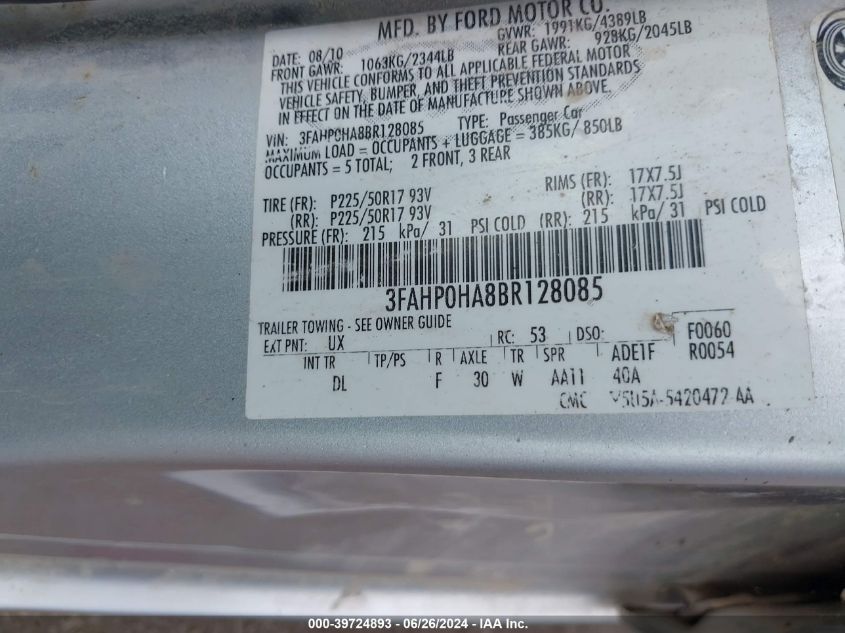 MFD. BY FORD MOTOR CO.
DATE: 08/10 GVWR: 1991KG/4389LB
FRONT GAWR: 1063KG/2344LB REAR GAWR: 928KG/2045LB
THIS VEHICLE CONFORMS TO ALL APPLICABLE FEDERAL MOTOR
VEHICLE SAFETY, BUMPER, AND THEFT PREVENTION STANDARDS
IN EFFECT ON THE DATE OF MANUFACTURE SHOWN ABOVE.
VIN: 3FAHP0HA8BR128085 TYPE: Passenger Car
MAXIMUM LOAD = OCCUPANTS + LUGGAGE = 385KG/ 850LB
OCCUPANTS = 5 TOTAL; 2 FRONT, 3 REAR
TIRE (FR): P225/50R17 93V RIMS (FR): 17X7.5J
(RR): P225/50R17 93V (RR): 17X7.5J
PRESSURE (FR): 215 kPa/ 31 PSI COLD (RR): 215 kPa/ 31 PSI COLD
3FAHP0HA8BR128085
TRAILER TOWING - SEE OWNER GUIDE
EXT PNT: UX RC: 53 DSO: F0060
INT TR TP/PS R AXLE TR SPR ADE1F R0054
DL F 30 W AA11 40A
CMC 5420472 AA
000-39724893 / 06/26/2024 - IAA Inc.